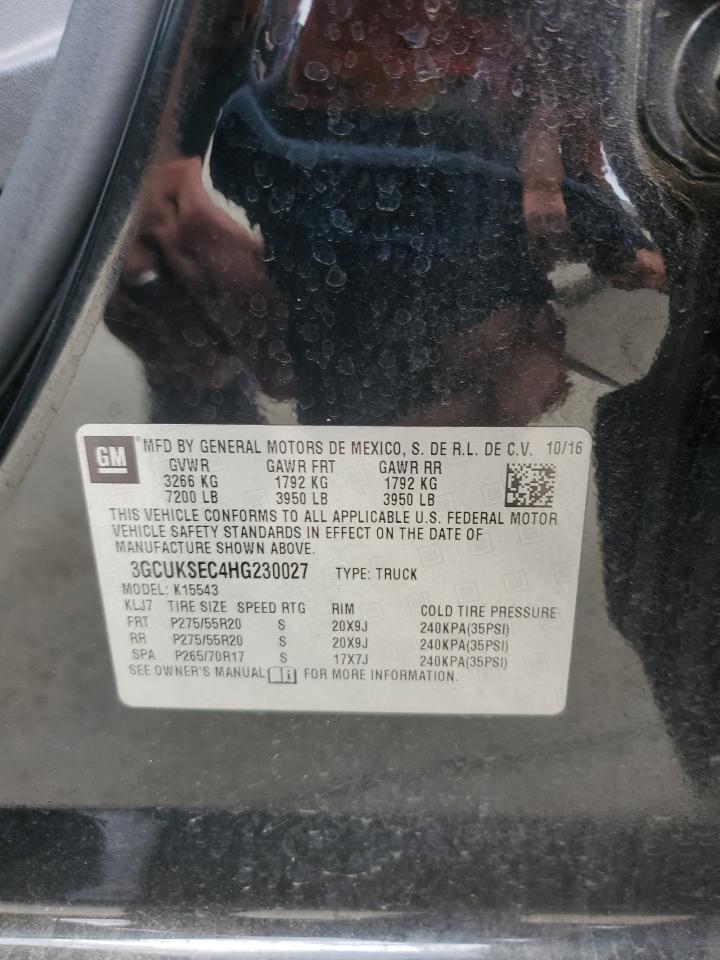 GM ® MFD BY GENERAL MOTORS DE MEXICO, S. DE R.L. DE C.V. 10/16
GVWR GAWR FRT GAWR RR
3266 KG 1792 KG 1792 KG
7200 LB 3950 LB 3950 LB
THIS VEHICLE CONFORMS TO ALL APPLICABLE U.S. FEDERAL MOTOR
VEHICLE SAFETY STANDARDS IN EFFECT ON THE DATE OF
MANUFACTURE SHOWN ABOVE.
3GCUKSEC4HG230027 TYPE: TRUCK
MODEL: K15543
KLJ7 TIRE SIZE SPEED RTG RIM COLD TIRE PRESSURE
FRT P275/55R20 S 20X9J 240KPA(35PSI)
RR P275/55R20 S 20X9J 240KPA(35PSI)
SPA P265/70R17 S 17X7J 240KPA(35PSI)
SEE OWNER'S MANUAL FOR MORE INFORMATION.